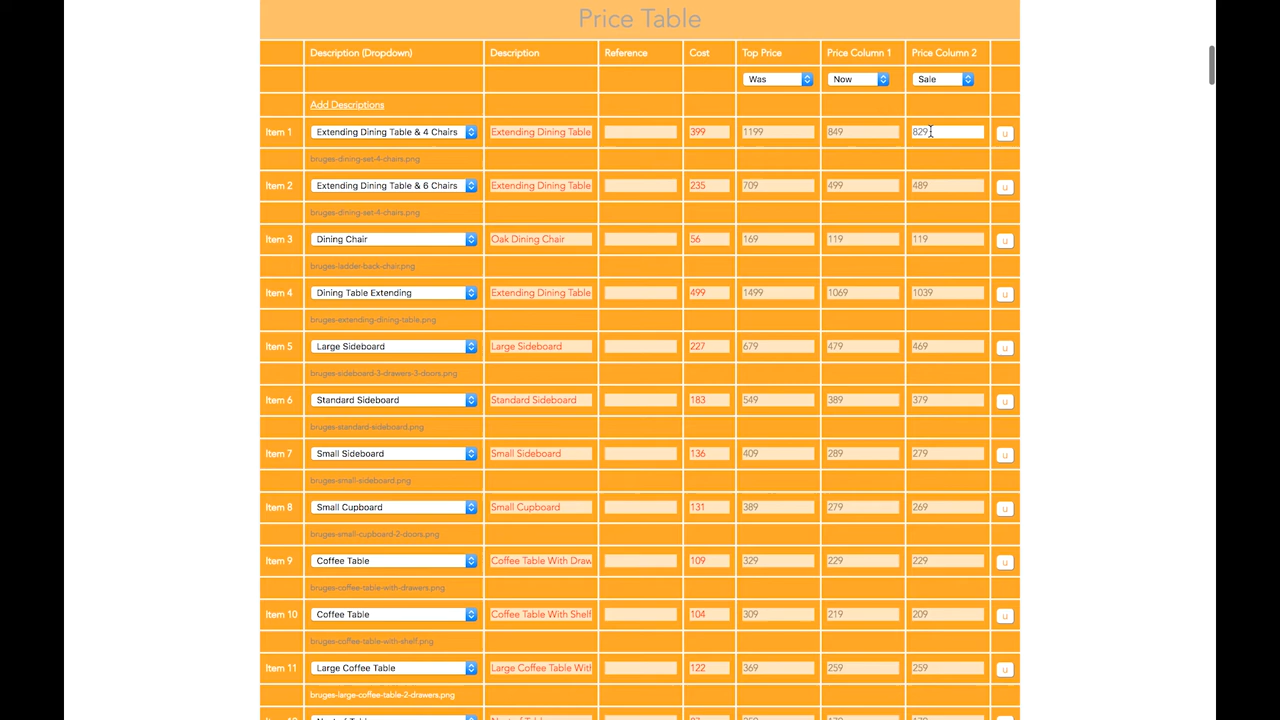 Price Table
Description (Dropdown) Description Reference Cost Top Price Price Column 1 Price Column 2
Was Now Sale
Add Descriptions
Item 1 Extending Dining Table & 4 Chairs Extending Dining Table 399 1199 849 829 u
bruges-dining-set-4-chairs.png
Item 2 Extending Dining Table & 6 Chairs Extending Dining Table 235 709 499 489 u
bruges-dining-set-4-chairs.png
Item 3 Dining Chair Oak Dining Chair 56 169 119 119 u
bruges-ladder-back-chair.png
Item 4 Dining Table Extending Extending Dining Table 499 1499 1069 1039 u
bruges-extending-dining-table.png
Item 5 Large Sideboard Large Sideboard 227 679 479 469 u
bruges-sideboard-3-drawers-3-doors.png
Item 6 Standard Sideboard Standard Sideboard 183 549 389 379 u
bruges-standard-sideboard.png
Item 7 Small Sideboard Small Sideboard 136 409 289 279 u
bruges-small-sideboard.png
Item 8 Small Cupboard Small Cupboard 131 389 279 269 u
bruges-small-cupboard-2-doors.png
Item 9 Coffee Table Coffee Table With Draw 109 329 229 229 u
bruges-coffee-table-with-drawers.png
Item 10 Coffee Table Coffee Table With Shelf 104 309 219 209 u
bruges-coffee-table-with-shelf.png
Item 11 Large Coffee Table Large Coffee Table Wit 122 369 259 259 u
bruges-large-coffee-table-2-drawers.png